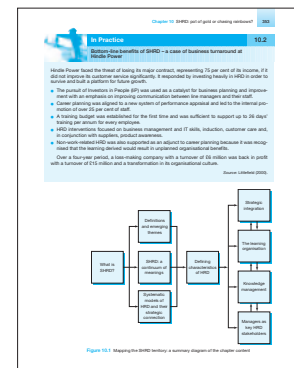 Chapter 10 SHRD: pot of gold or chasing rainbows? 353
In Practice 10.2
Bottom-line benefits of SHRD – a case of business turnaround at
Hindle Power
Hindle Power faced the threat of losing its major contract, representing 75 per cent of its income, if it
did not improve its customer service significantly. It responded by investing heavily in HRD in order to
survive and built a platform for future growth.
● The pursuit of Investors in People (IiP) was used as a catalyst for business planning and improve-
ment with an emphasis on improving communication between line managers and their staff.
● Career planning was aligned to a new system of performance appraisal and led to the internal pro-
motion of over 35 per cent of staff.
● A training budget was established for the first time and was sufficient to support up to 26 days'
training per annum for every employee.
● HRD interventions focused on business management and IT skills, induction, customer care and,
in conjunction with suppliers, product awareness.
● Non-work-related HRD was also supported as an adjunct to career planning because it was recog-
nised that the learning derived would result in unplanned organisational benefits.
Over a four-year period, a loss-making company with a turnover of £6 million was back in profit
with a turnover of £15 million and a transformation in its organisational culture.
Source: Littlefield (2000).
What is
SHRD?
Definitions
and emerging
themes
SHRD: a
continuum of
meanings
Systematic
models of
HRD and their
strategic
connection
Defining
characteristics
of HRD
Strategic
integration
The learning
organisation
Knowledge
management
Managers as
key HRD
stakeholders
Figure 10.1 Mapping the SHRD territory: a summary diagram of the chapter content